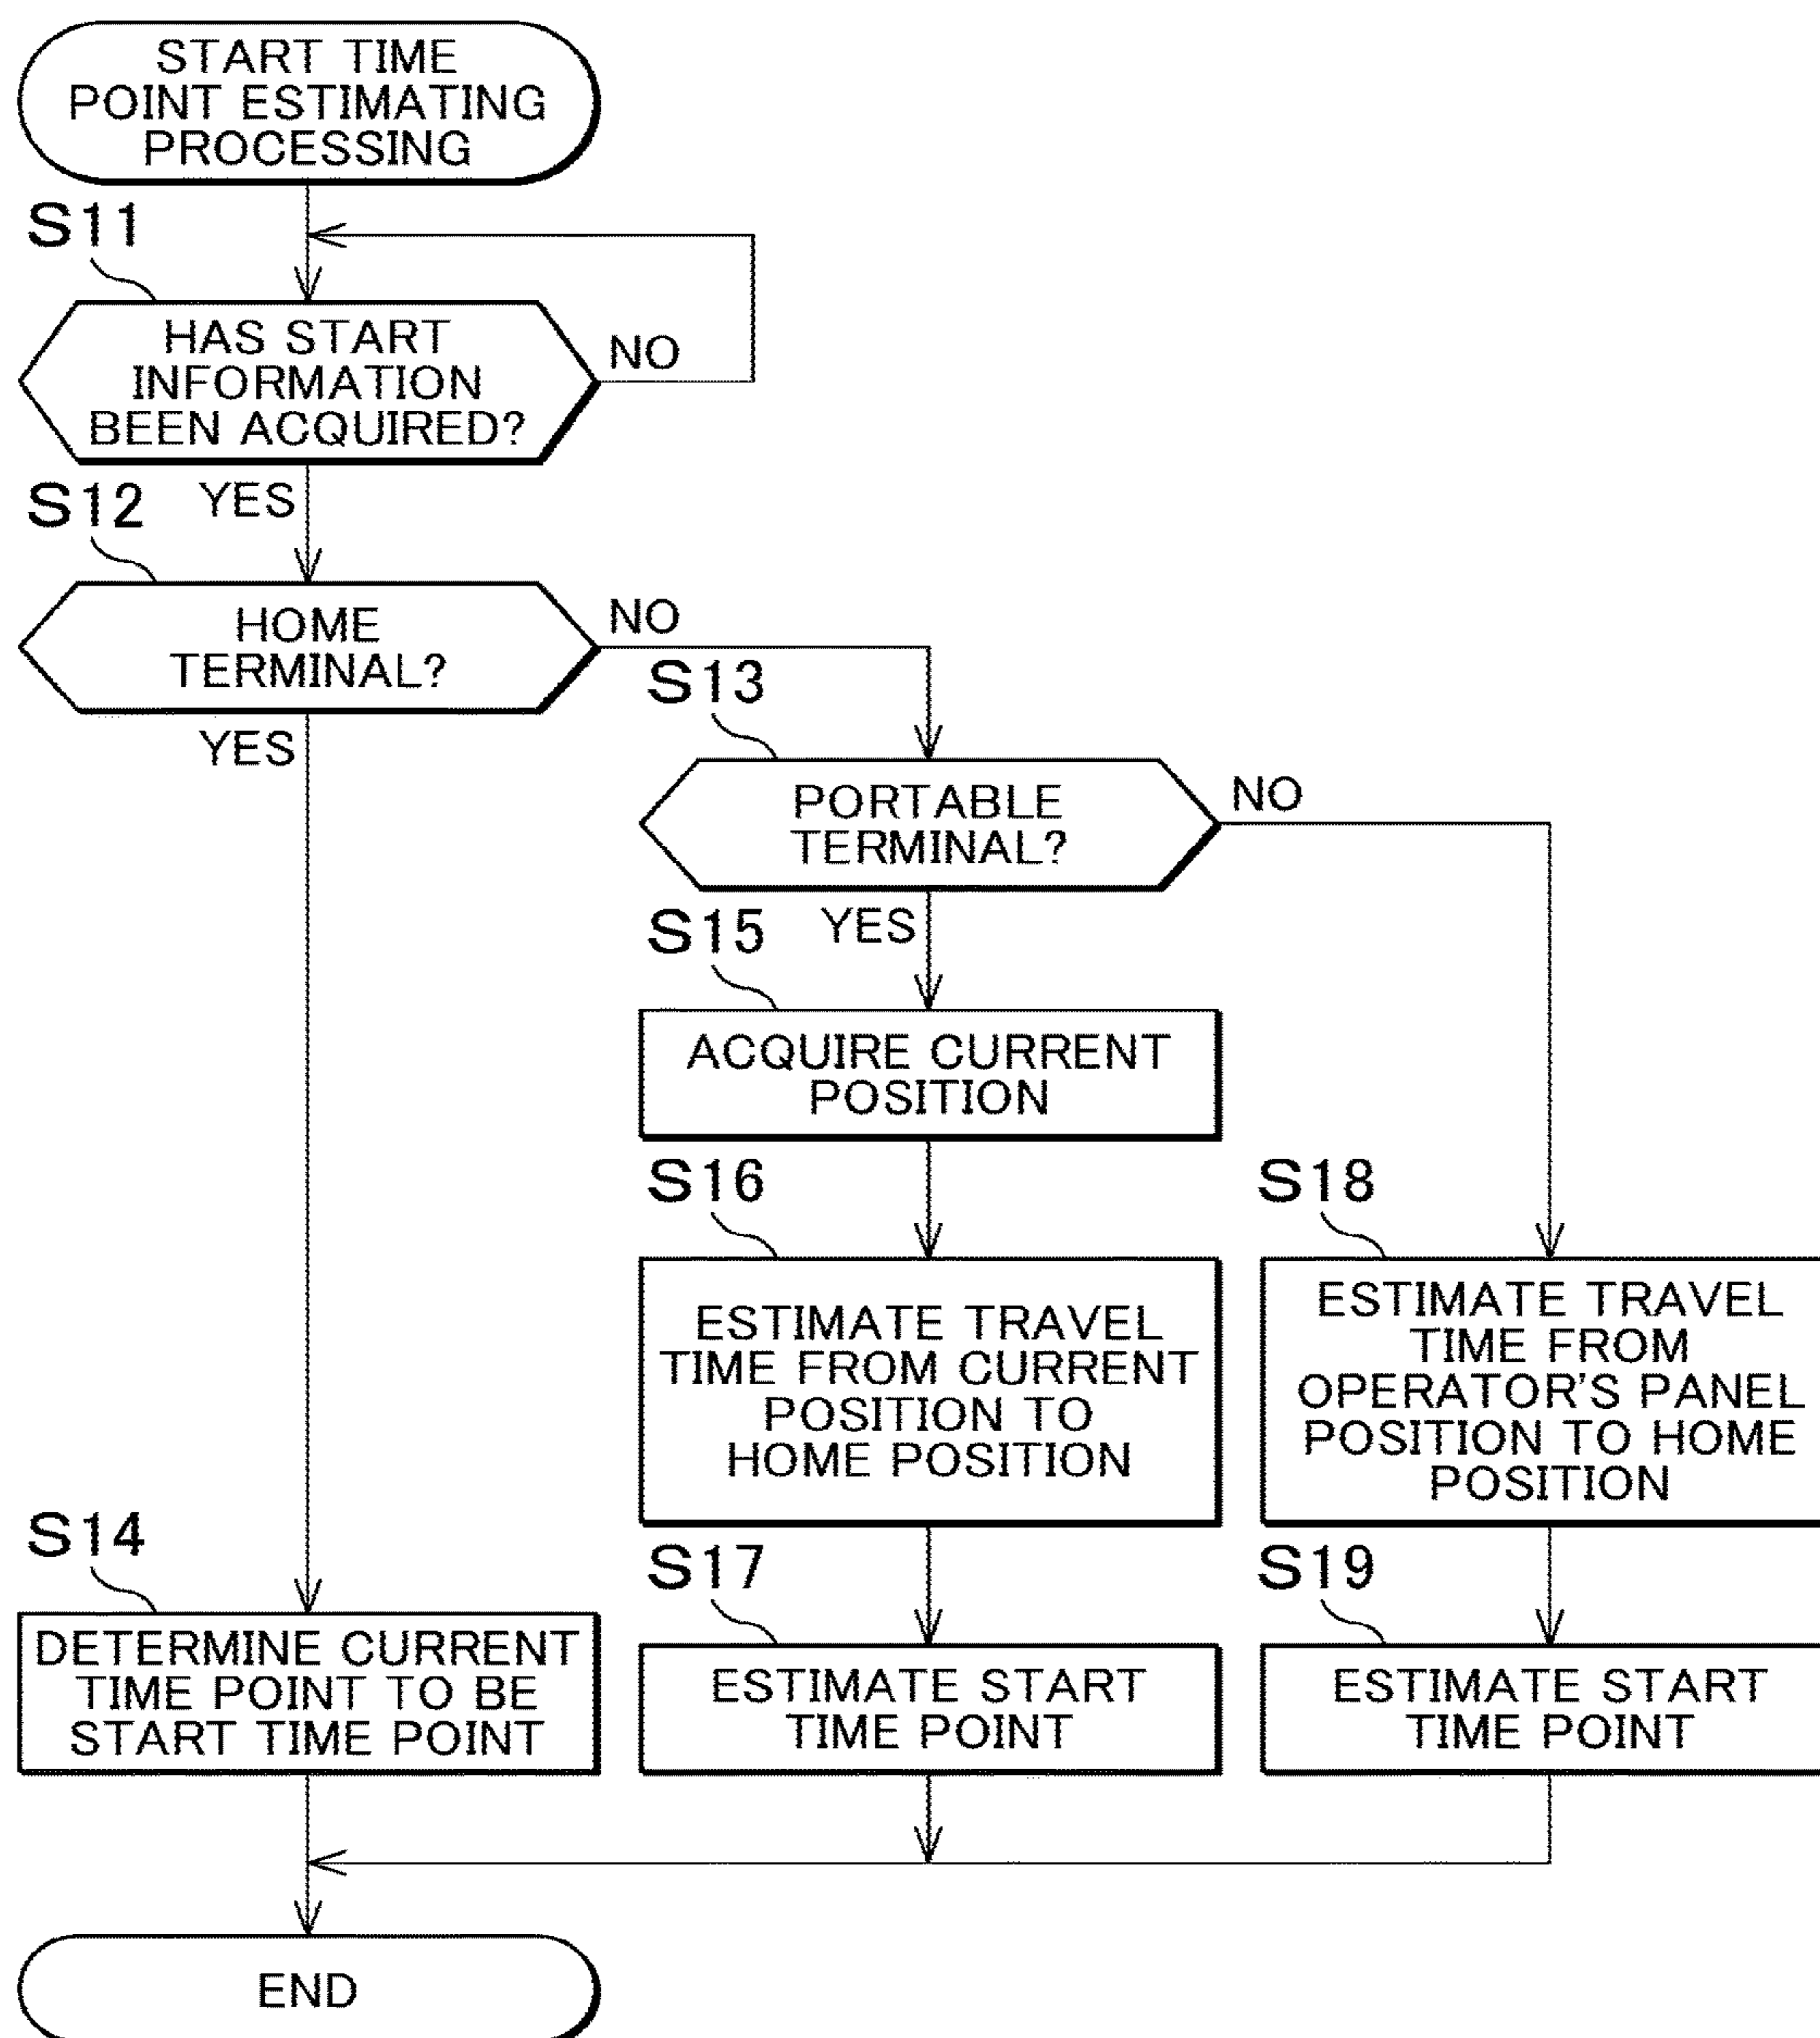 START TIME
POINT ESTIMATING
PROCESSING
S11
HAS START
INFORMATION
BEEN ACQUIRED?
NO
YES
S12
HOME
TERMINAL?
NO
YES
S13
PORTABLE
TERMINAL?
NO
YES
S15
ACQUIRE CURRENT
POSITION
S16
ESTIMATE TRAVEL
TIME FROM CURRENT
POSITION TO
HOME POSITION
S18
ESTIMATE TRAVEL
TIME FROM
OPERATOR'S PANEL
POSITION TO HOME
POSITION
S14
DETERMINE CURRENT
TIME POINT TO BE
START TIME POINT
S17
ESTIMATE START
TIME POINT
S19
ESTIMATE START
TIME POINT
END